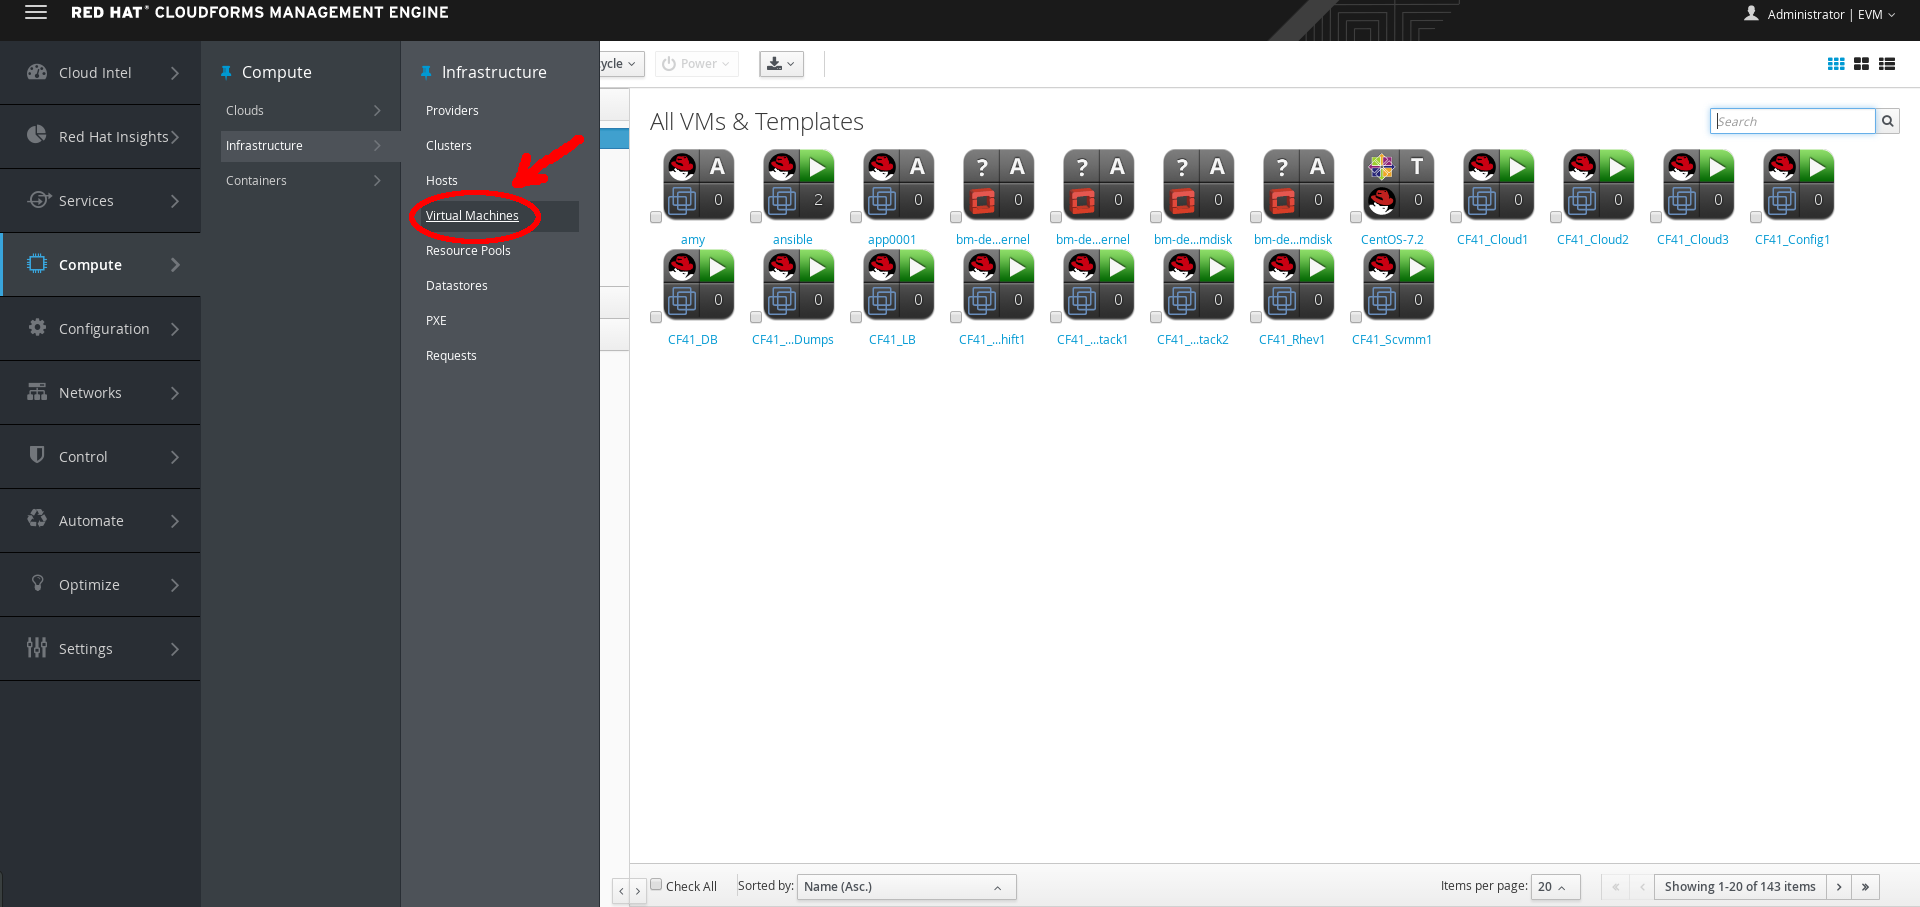 RED HAT® CLOUDFORMS MANAGEMENT ENGINE
Administrator | EVM
Cloud Intel
Red Hat Insights
Services
Compute
Configuration
Networks
Control
Automate
Optimize
Settings
Compute
Clouds
Infrastructure
Containers
Infrastructure
Providers
Clusters
Hosts
Virtual Machines
Resource Pools
Datastores
PXE
Requests
ycle
Power
All VMs & Templates
Search
A A ? A ? A ? A ? A T
0 2 0 0 0 0 0 0 0 0 0 0
amy ansible app0001 bm-de...ernel bm-de...ernel bm-de...mdisk bm-de...mdisk CentOS-7.2 CF41_Cloud1 CF41_Cloud2 CF41_Cloud3 CF41_Config1
0 0 0 0 0 0 0 0
CF41_DB CF41_...Dumps CF41_LB CF41_...hift1 CF41_...tack1 CF41_...tack2 CF41_Rhev1 CF41_Scvmm1
Check All Sorted by: Name (Asc.) Items per page: 20 Showing 1-20 of 143 items